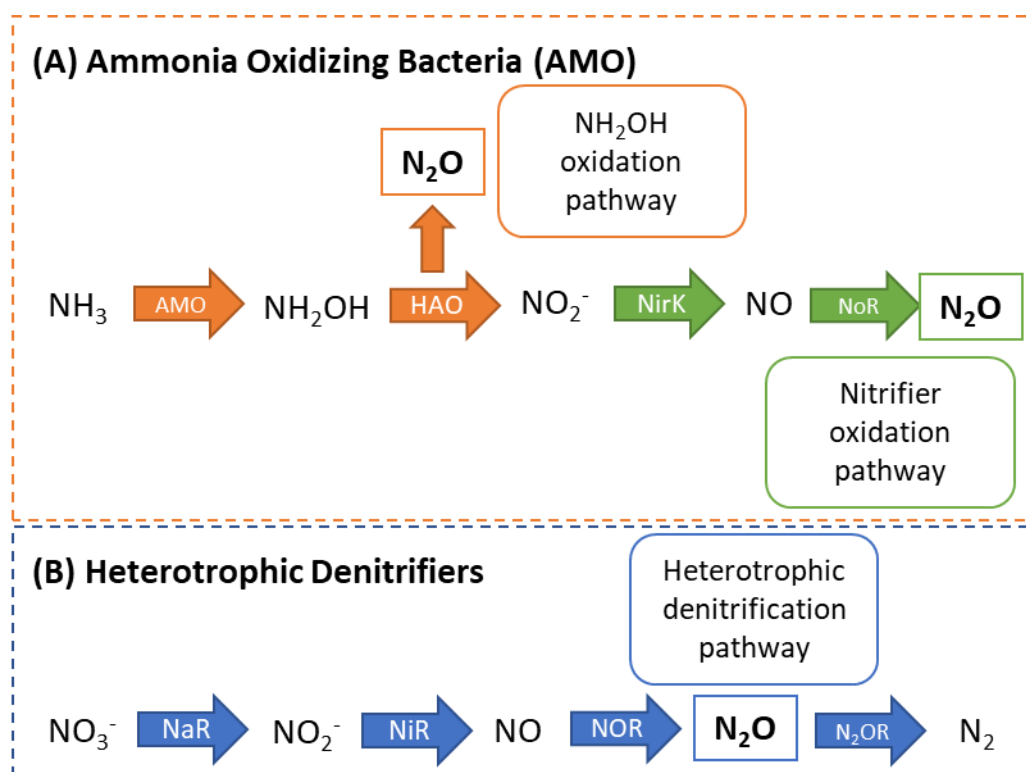 (A) Ammonia Oxidizing Bacteria (AMO)
N₂O
NH₂OH
oxidation
pathway
NH₃ AMO NH₂OH HAO NO₂⁻ NirK NO NoR N₂O
Nitrifier
oxidation
pathway
(B) Heterotrophic Denitrifiers
Heterotrophic
denitrification
pathway
NO₃⁻ NaR NO₂⁻ NiR NO NOR N₂O N₂OR N₂